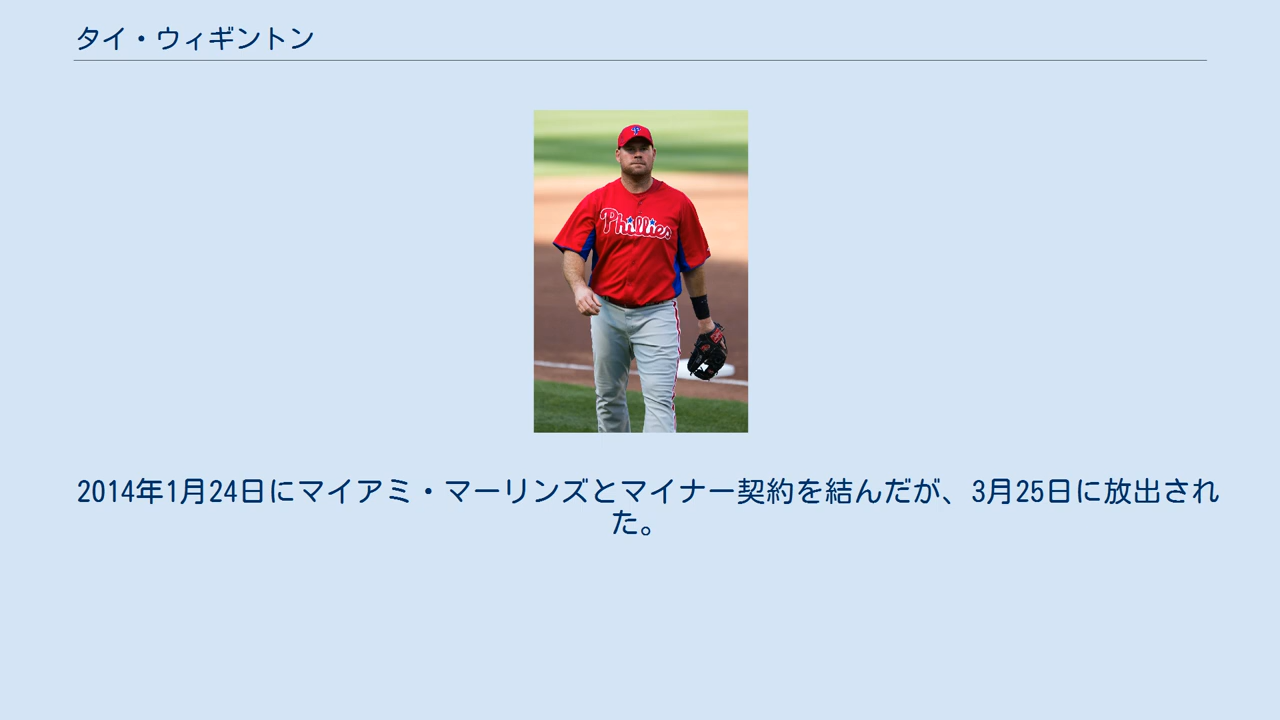 タイ・ウィギントン
Phillies
2014年1月24日にマイアミ・マーリンズとマイナー契約を結んだが、3月25日に放出され
た。